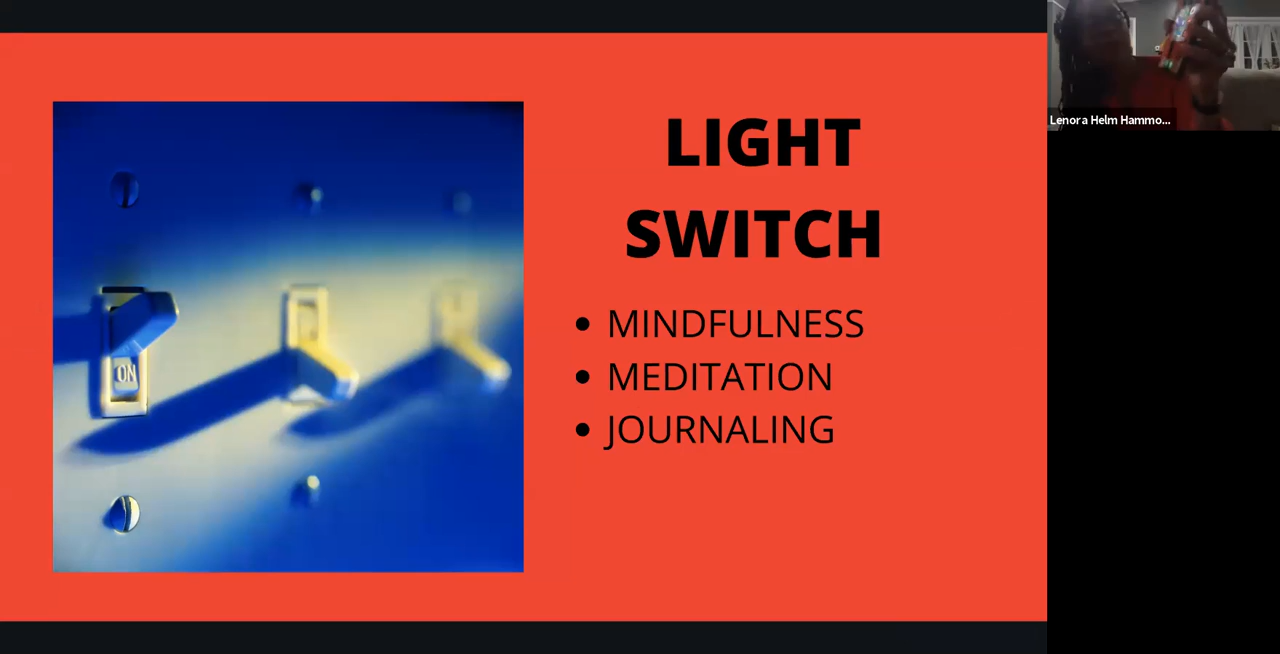 LIGHT
SWITCH
MINDFULNESS
MEDITATION
JOURNALING
ON
Lenora Helm Hammo...